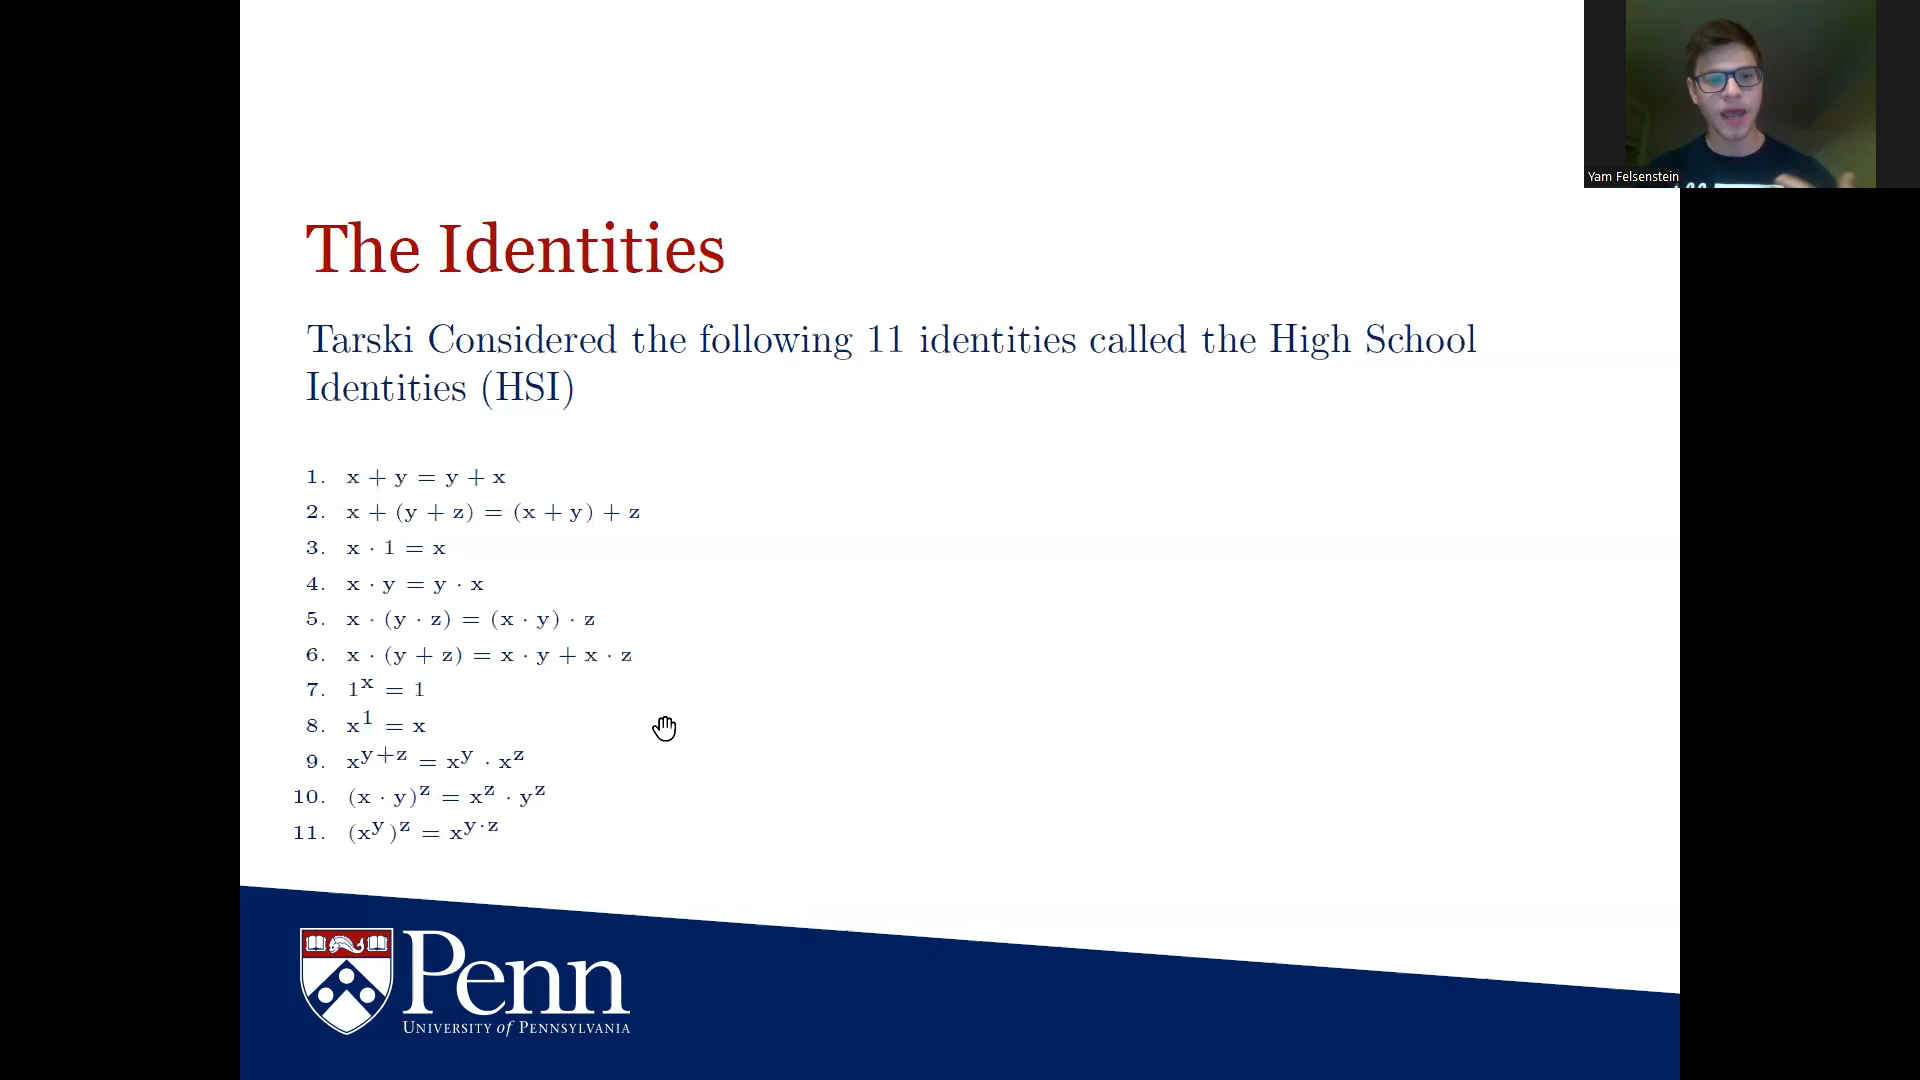 Yam Felsenstein
The Identities
Tarski Considered the following 11 identities called the High School
Identities (HSI)
1. x + y = y + x
2. x + (y + z) = (x + y) + z
3. x · 1 = x
4. x · y = y · x
5. x · (y · z) = (x · y) · z
6. x · (y + z) = x · y + x · z
7. 1^x = 1
8. x^1 = x
9. x^{y+z} = x^y · x^z
10. (x · y)^z = x^z · y^z
11. (x^y)^z = x^{y·z}
Penn
UNIVERSITY of PENNSYLVANIA